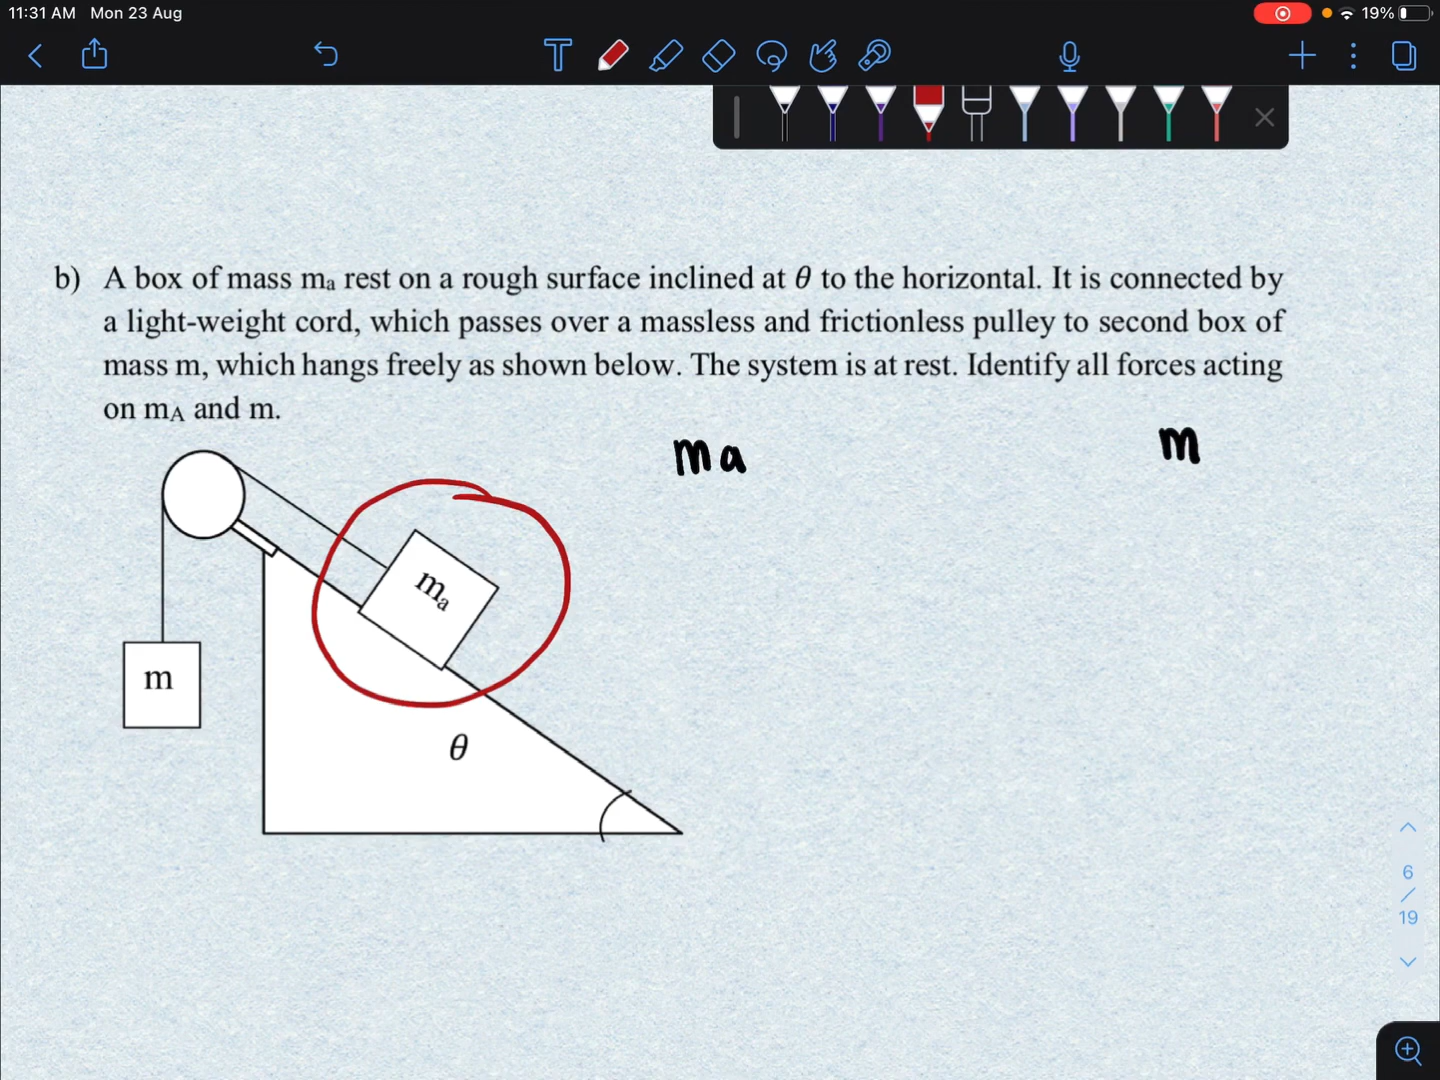 11:31 AM Mon 23 Aug
19%
b) A box of mass mₐ rest on a rough surface inclined at θ to the horizontal. It is connected by
a light-weight cord, which passes over a massless and frictionless pulley to second box of
mass m, which hangs freely as shown below. The system is at rest. Identify all forces acting
on mA and m.
ma
m
mₐ
m
θ
6
/
19